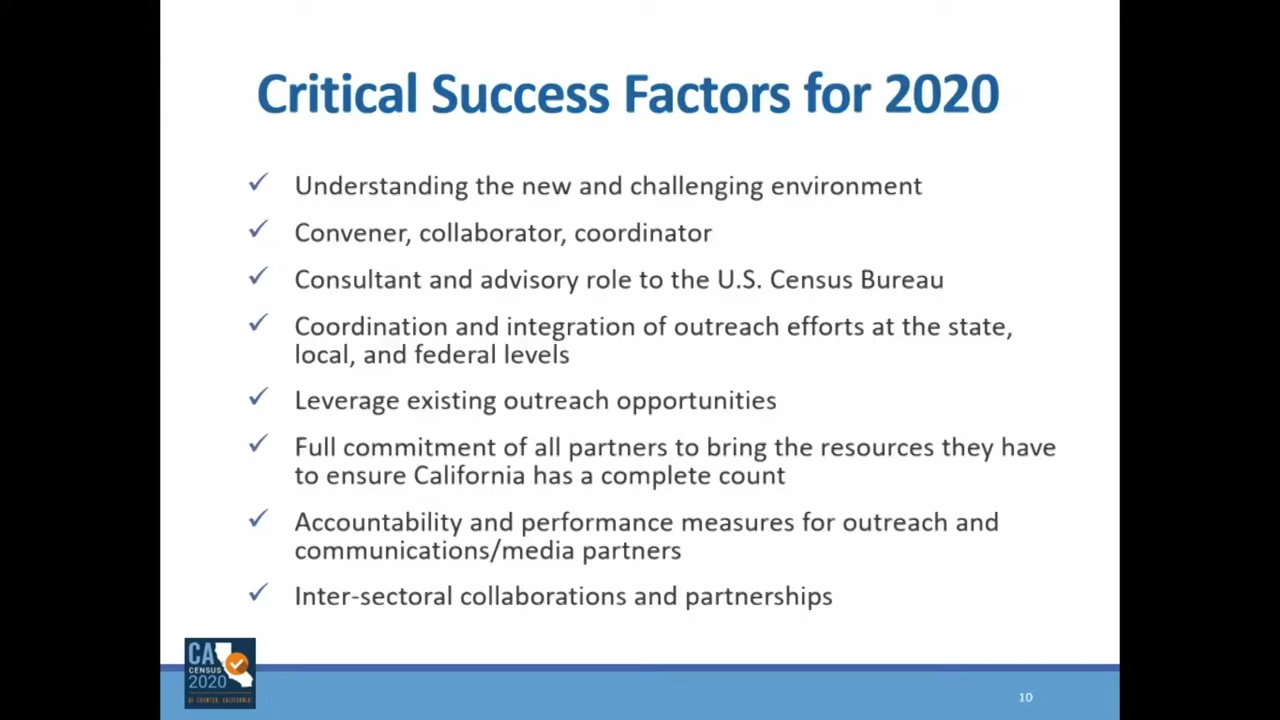 Critical Success Factors for 2020
✓ Understanding the new and challenging environment
✓ Convener, collaborator, coordinator
✓ Consultant and advisory role to the U.S. Census Bureau
✓ Coordination and integration of outreach efforts at the state,
local, and federal levels
✓ Leverage existing outreach opportunities
✓ Full commitment of all partners to bring the resources they have
to ensure California has a complete count
✓ Accountability and performance measures for outreach and
communications/media partners
✓ Inter-sectoral collaborations and partnerships
CA
CENSUS
2020
COUNTED, CALIFORNIA!
10